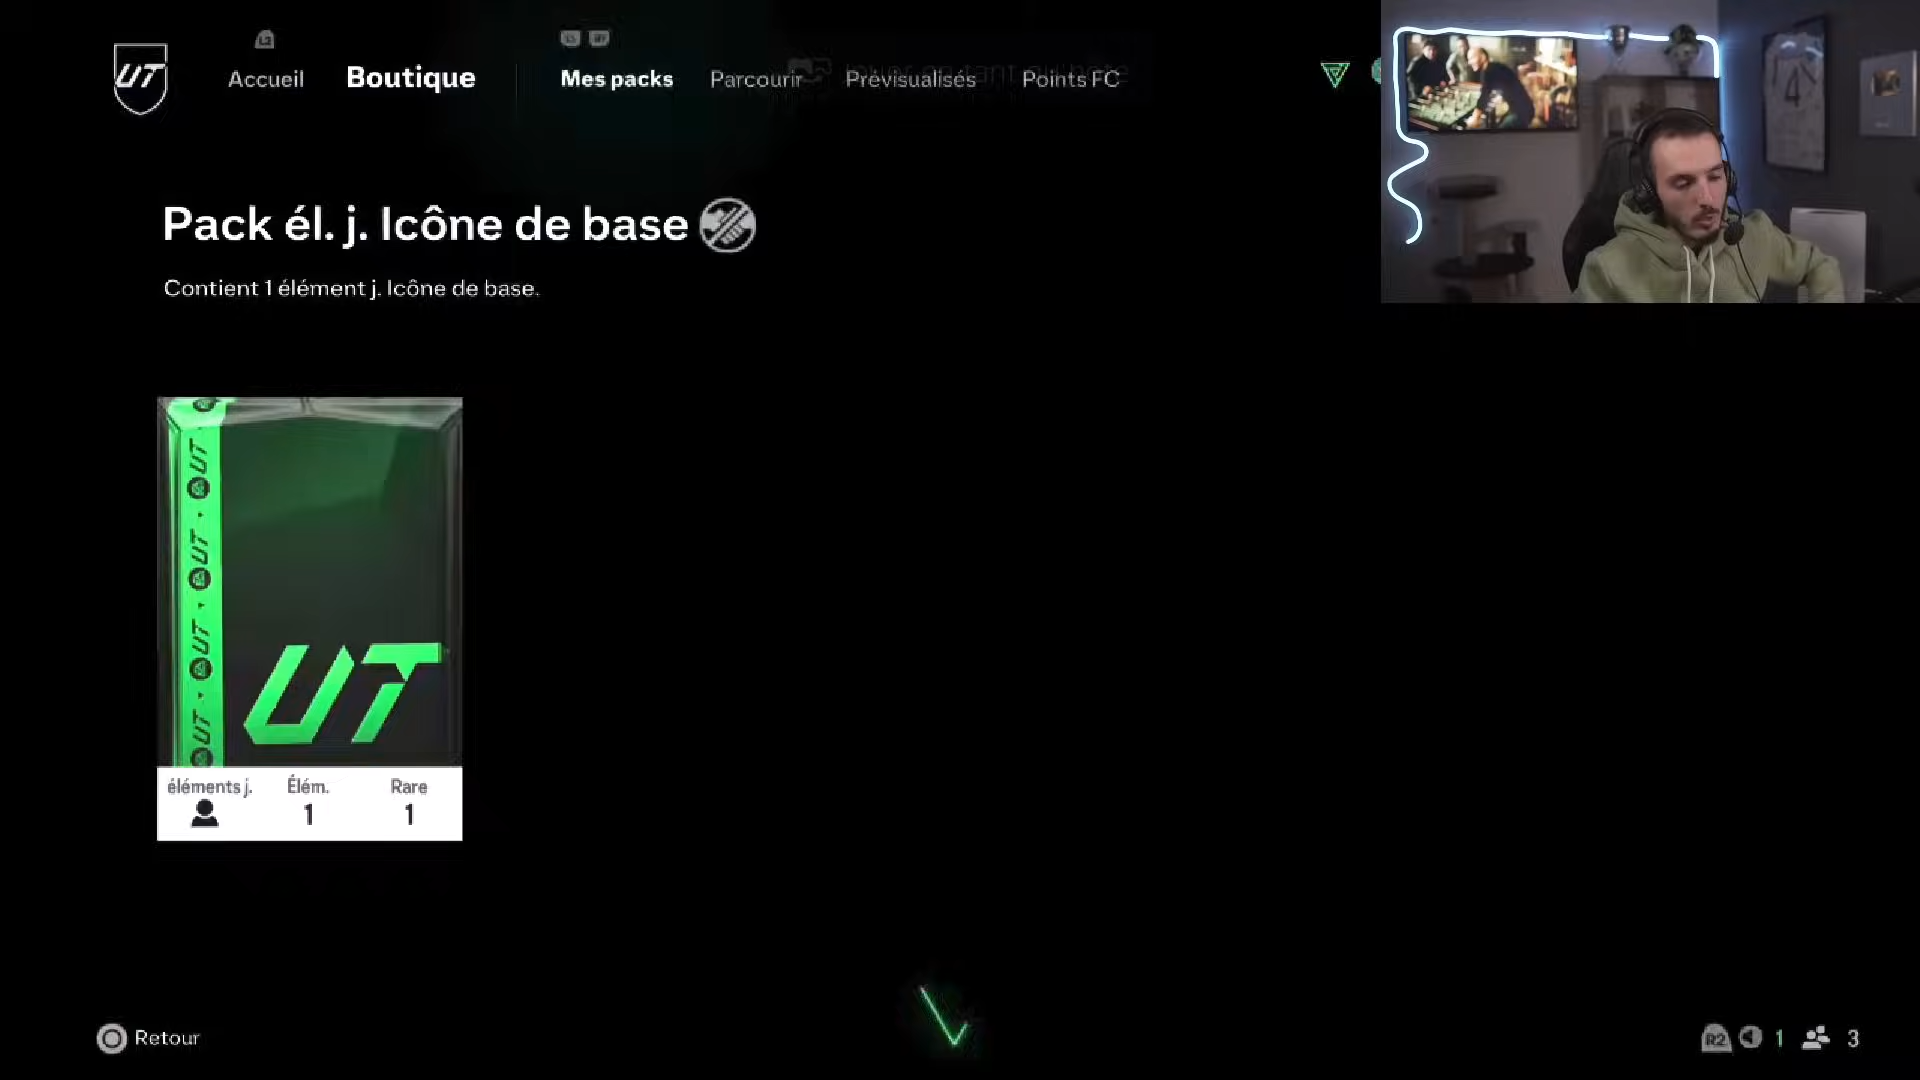 UT
Accueil
Boutique
Mes packs
Parcourir
Prévisualisés
Points FC
Pack él. j. Icône de base
Contient 1 élément j. Icône de base.
UT · UT · UT · UT
UT
éléments j.
Élém.
Rare
1
1
Retour
R2
1
3
4